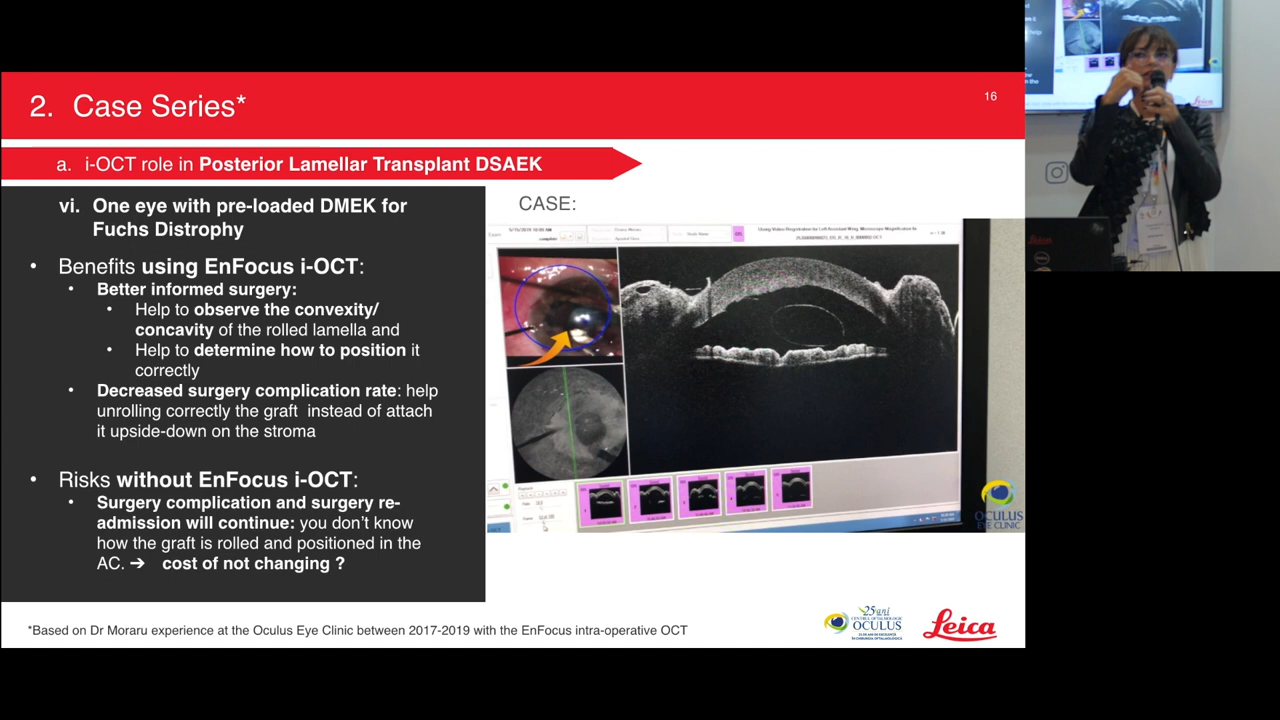 2. Case Series*
16
a. i-OCT role in Posterior Lamellar Transplant DSAEK
vi. One eye with pre-loaded DMEK for
Fuchs Distrophy
• Benefits using EnFocus i-OCT:
• Better informed surgery:
• Help to observe the convexity/
concavity of the rolled lamella and
• Help to determine how to position it
correctly
• Decreased surgery complication rate: help
unrolling correctly the graft instead of attach
it upside-down on the stroma
• Risks without EnFocus i-OCT:
• Surgery complication and surgery re-
admission will continue: you don't know
how the graft is rolled and positioned in the
AC. ➔ cost of not changing ?
CASE:
OCULUS
EYE CLINIC
*Based on Dr Moraru experience at the Oculus Eye Clinic between 2017-2019 with the EnFocus intra-operative OCT
25 ani
OCULUS
Leica
Leica